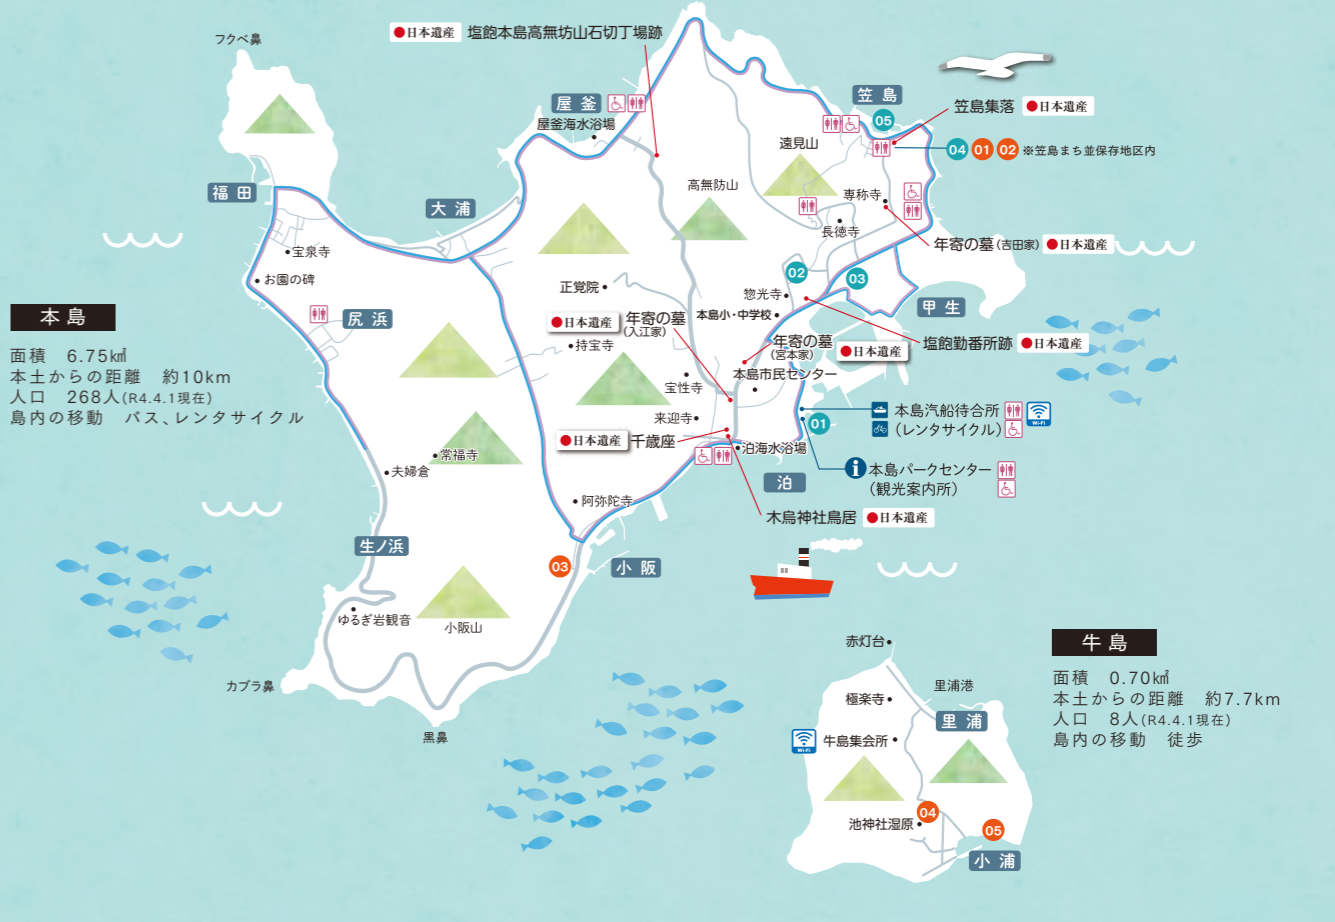 フクベ鼻
●日本遺産 塩飽本島高無坊山石切丁場跡
屋釜
屋釜海水浴場
笠島
05
笠島集落 ●日本遺産
04 01 02 ※笠島まち並保存地区内
遠見山
高無防山
専称寺
長徳寺
年寄の墓(吉田家) ●日本遺産
福田
大浦
宝泉寺
お園の碑
尻浜
正覚院
02
03
惣光寺
本島小・中学校
甲生
塩飽勤番所跡 ●日本遺産
●日本遺産 年寄の墓
(入江家)
持宝寺
年寄の墓
(宮本家)
●日本遺産
本島市民センター
宝性寺
来迎寺
●日本遺産 千歳座
本島汽船待合所
(レンタサイクル)
Wi-Fi
01
泊海水浴場
泊
本島パークセンター
(観光案内所)
木烏神社鳥居 ●日本遺産
本島
面積 6.75㎢
本土からの距離 約10km
人口 268人(R4.4.1現在)
島内の移動 バス、レンタサイクル
常福寺
夫婦倉
阿弥陀寺
生ノ浜
03
小阪
ゆるぎ岩観音
小阪山
カブラ鼻
黒鼻
赤灯台
里浦港
極楽寺
里浦
Wi-Fi
牛島集会所
04
池神社湿原
05
小浦
牛島
面積 0.70㎢
本土からの距離 約7.7km
人口 8人(R4.4.1現在)
島内の移動 徒歩